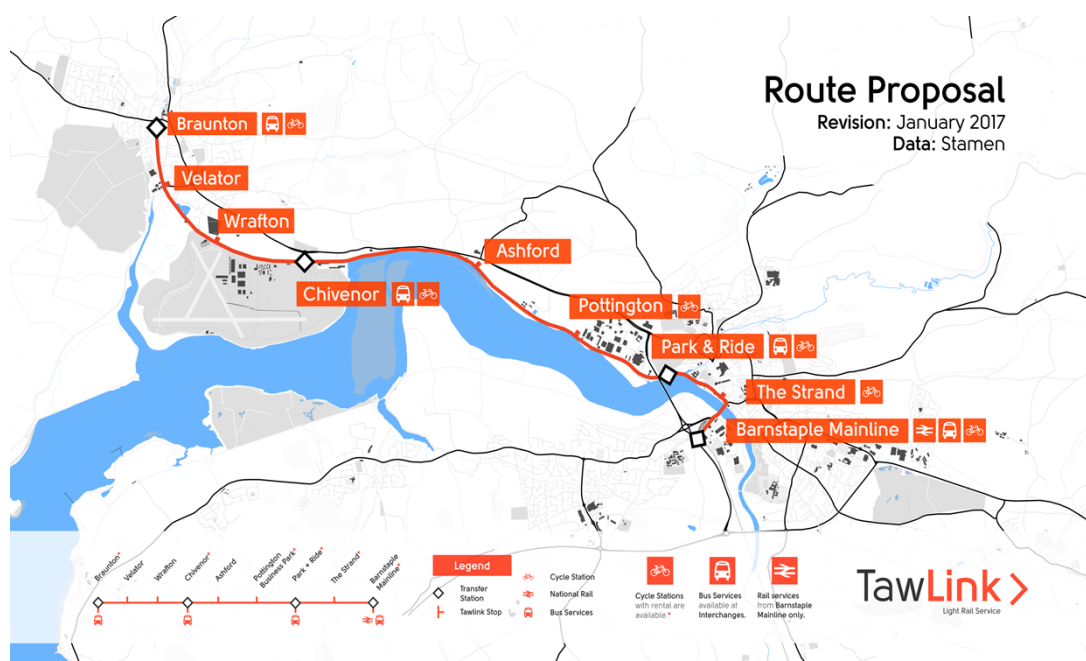 Route Proposal
Revision: January 2017
Data: Stamen
Braunton
Velator
Wrafton
Chivenor
Ashford
Pottington
Park & Ride
The Strand
Barnstaple Mainline
Braunton*
Velator
Wrafton
Chivenor*
Ashford
Pottington
Business Park*
Park + Ride*
The Strand*
Barnstaple
Mainline*
Legend
Transfer
Station
Tawlink Stop
Cycle Station
National Rail
Bus Services
Cycle Stations
with rental are
available.*
Bus Services
available at
Interchanges.
Rail services
from Barnstaple
Mainline only.
TawLink
Light Rail Service